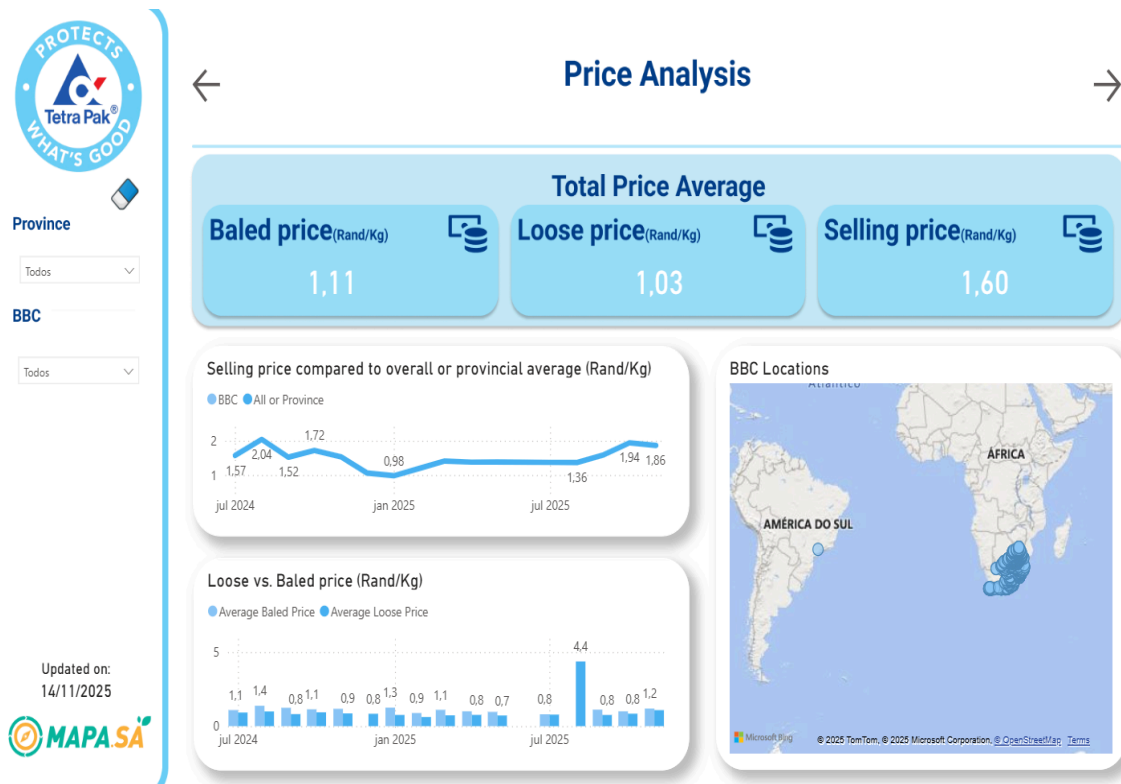 PROTECTS
WHAT'S GOOD
Tetra Pak®
Province
Todos
BBC
Todos
Updated on:
14/11/2025
MAPA.SA
Price Analysis
Total Price Average
Baled price(Rand/Kg)
1,11
Loose price(Rand/Kg)
1,03
Selling price(Rand/Kg)
1,60
Selling price compared to overall or provincial average (Rand/Kg)
BBC All or Province
2
1
1,57 2,04 1,52 1,72 0,98 1,36 1,94 1,86
jul 2024 jan 2025 jul 2025
Loose vs. Baled price (Rand/Kg)
Average Baled Price Average Loose Price
5
0
1,1 1,4 0,8 1,1 0,9 0,8 1,3 0,9 1,1 0,8 0,7 0,8 4,4 0,8 0,8 1,2
jul 2024 jan 2025 jul 2025
BBC Locations
Atlântico
ÁFRICA
AMÉRICA DO SUL
Microsoft Bing
© 2025 TomTom, © 2025 Microsoft Corporation, © OpenStreetMap Terms